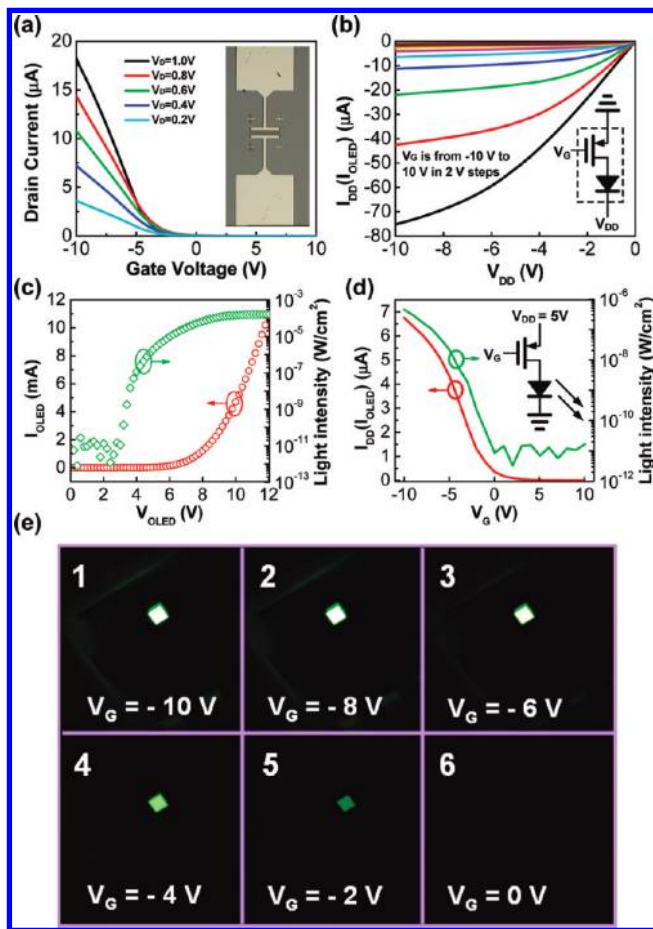 (a)
Drain Current (μA)
20
15
10
5
0
V_D=1.0V
V_D=0.8V
V_D=0.6V
V_D=0.4V
V_D=0.2V
-10 -5 0 5 10
Gate Voltage (V)
(b)
I_DD(I_OLED) (μA)
0
-10
-20
-30
-40
-50
-60
-70
-80
V_G is from -10 V to
10 V in 2 V steps
V_G
V_DD
-10 -8 -6 -4 -2 0
V_DD (V)
(c)
I_OLED (mA)
12
11
10
8
6
4
2
0
10^-3
10^-5
10^-7
10^-9
10^-11
10^-13
Light intensity (W/cm²)
0 2 4 6 8 10 12
V_OLED (V)
(d)
I_DD(I_OLED) (μA)
7
6
5
4
3
2
1
0
V_DD = 5V
V_G
10^-6
10^-8
10^-10
10^-12
Light intensity (W/cm²)
-10 -5 0 5 10
V_G (V)
(e)
1
V_G = - 10 V
2
V_G = - 8 V
3
V_G = - 6 V
4
V_G = - 4 V
5
V_G = - 2 V
6
V_G = 0 V